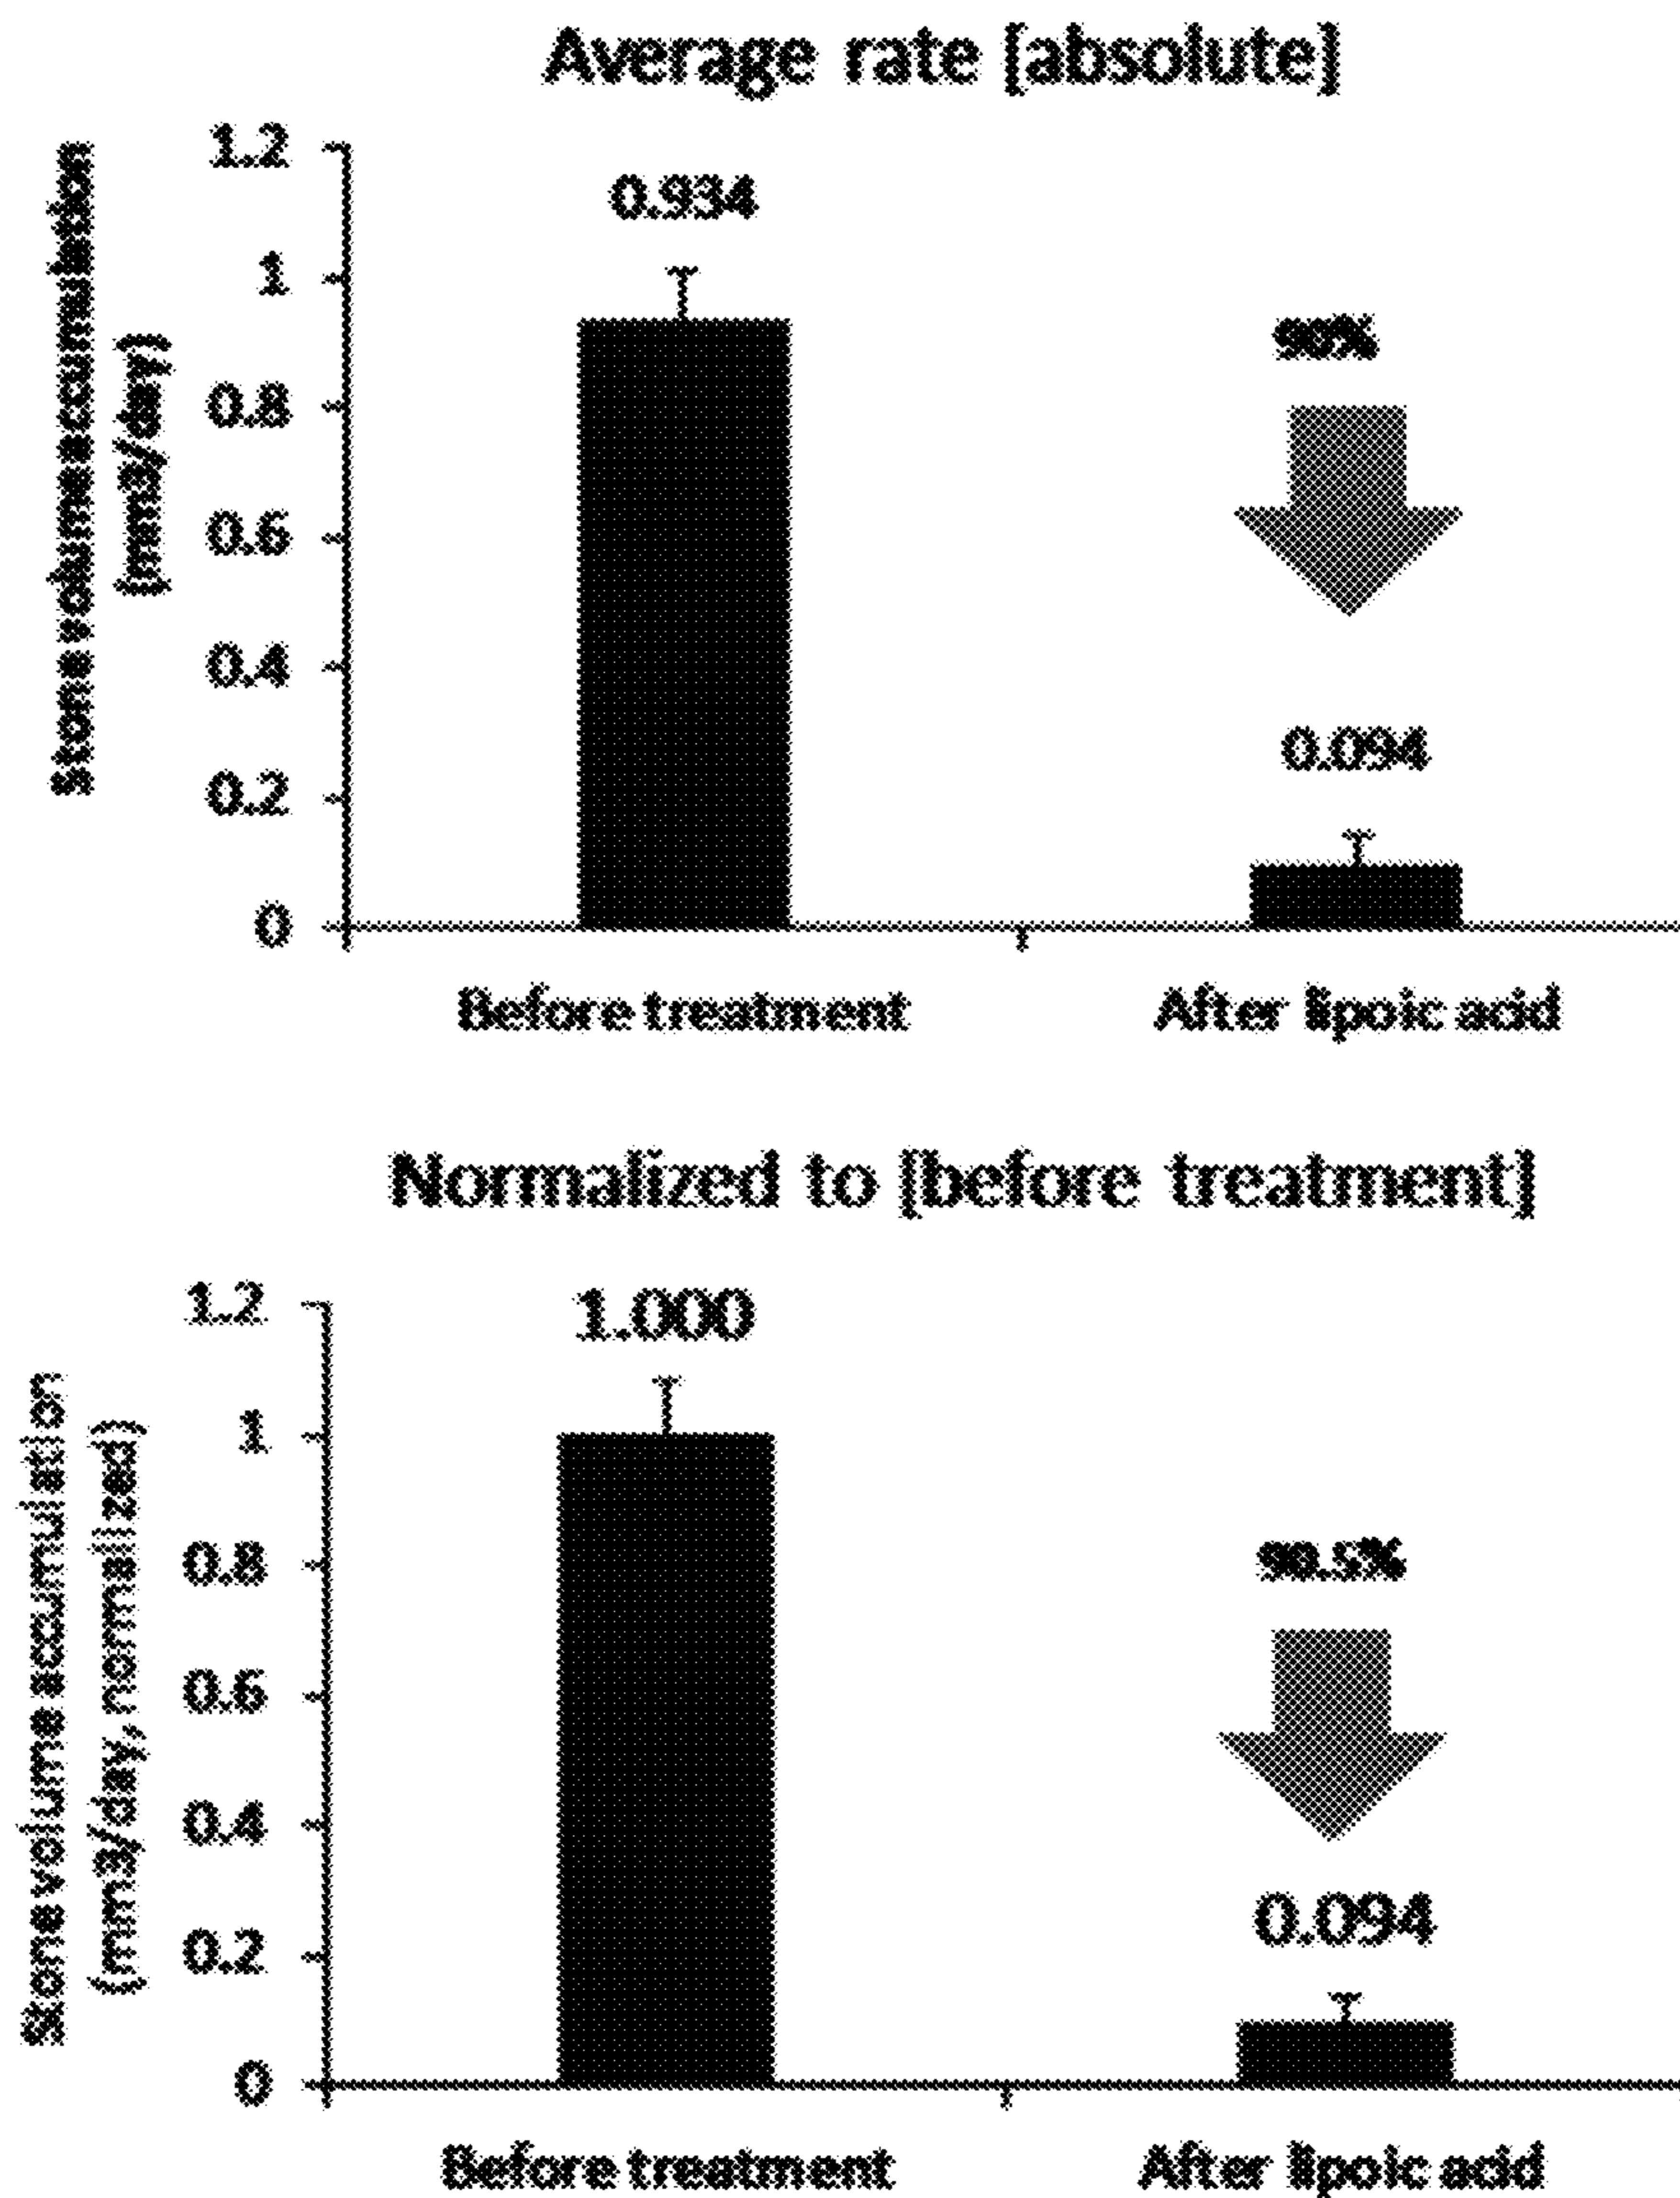 Average rate [absolute]
Stone volume accumulation
(mm3/day)
1.2
1
0.8
0.6
0.4
0.2
0
0.934
90%
0.094
Before treatment
After lipoic acid
Normalized to [before treatment]
Stone volume accumulation
(mm3/day, normalized)
1.2
1
0.8
0.6
0.4
0.2
0
1.000
90.5%
0.094
Before treatment
After lipoic acid